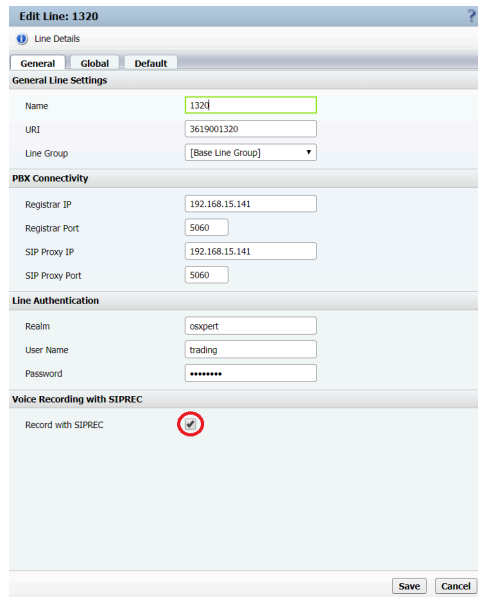 Edit Line: 1320 ?
i Line Details
General Global Default
General Line Settings
Name 1320
URI 3619001320
Line Group [Base Line Group]
PBX Connectivity
Registrar IP 192.168.15.141
Registrar Port 5060
SIP Proxy IP 192.168.15.141
SIP Proxy Port 5060
Line Authentication
Realm osxpert
User Name trading
Password ••••••••
Voice Recording with SIPREC
Record with SIPREC
Save Cancel